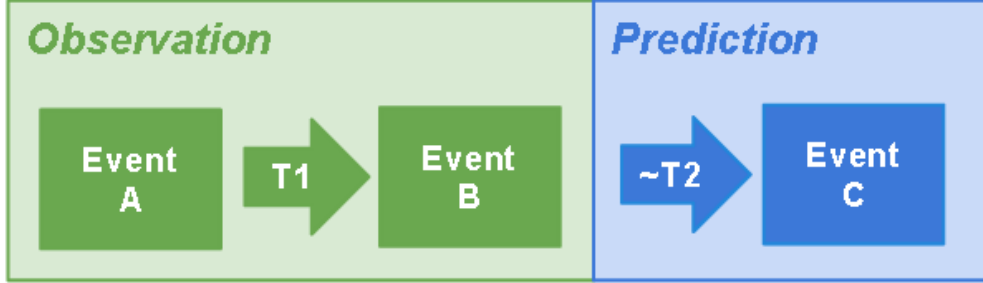 Observation
Prediction
Event
A
T1
Event
B
~T2
Event
C